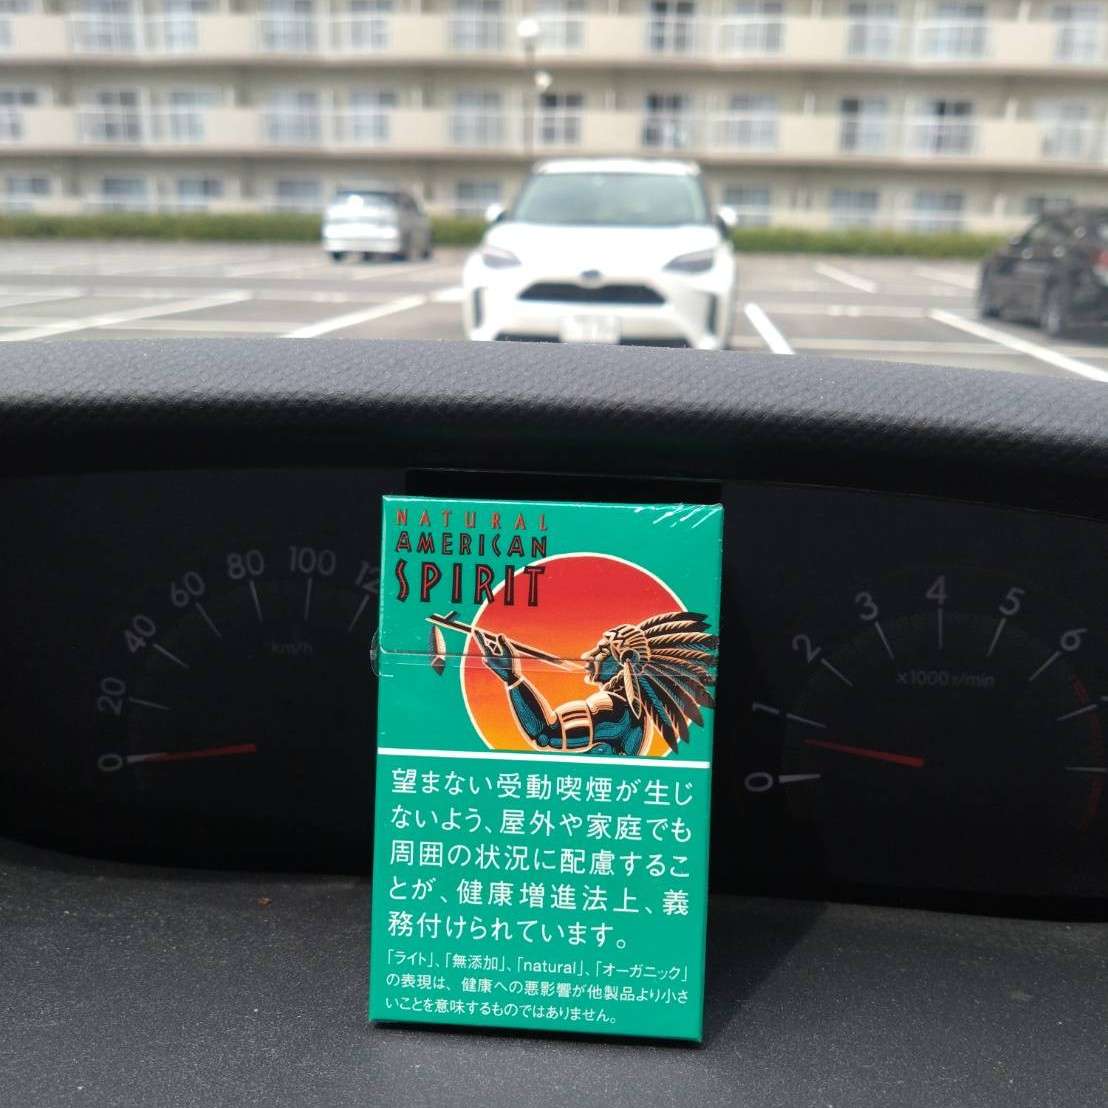 NATURAL
AMERICAN
SPIRIT
望まない受動喫煙が生じ
ないよう、屋外や家庭でも
周囲の状況に配慮するこ
とが、健康増進法上、義
務付けられています。
「ライト」、「無添加」、「natural」、「オーガニック」
の表現は、健康への悪影響が他製品より小さ
いことを意味するものではありません。
0
20
40
60
80
100
km/h
0
1
2
3
4
5
6
×1000r/min